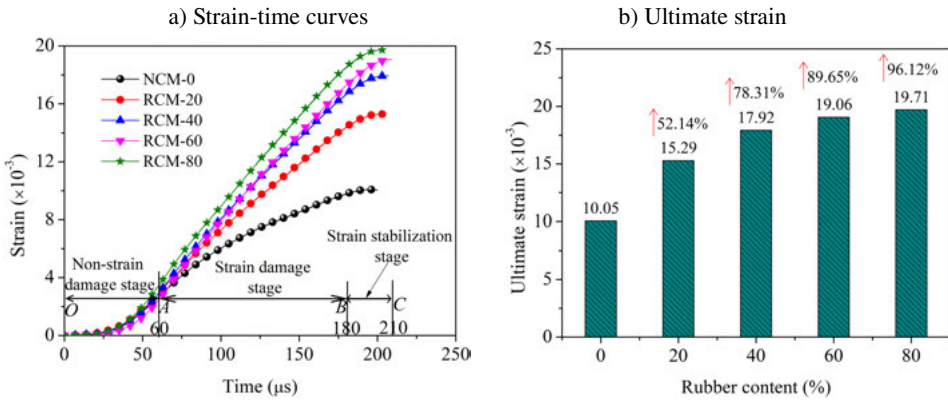 a) Strain-time curves
20
16
12
8
4
0
Strain (×10⁻³)
NCM-0
RCM-20
RCM-40
RCM-60
RCM-80
Non-strain
damage stage
Strain damage
stage
Strain stabilization
stage
O
A
B
C
60
180
210
0
50
100
150
200
250
Time (μs)
b) Ultimate strain
25
20
15
10
5
0
Ultimate strain (×10⁻³)
10.05
52.14%
15.29
78.31%
17.92
89.65%
19.06
96.12%
19.71
0
20
40
60
80
Rubber content (%)